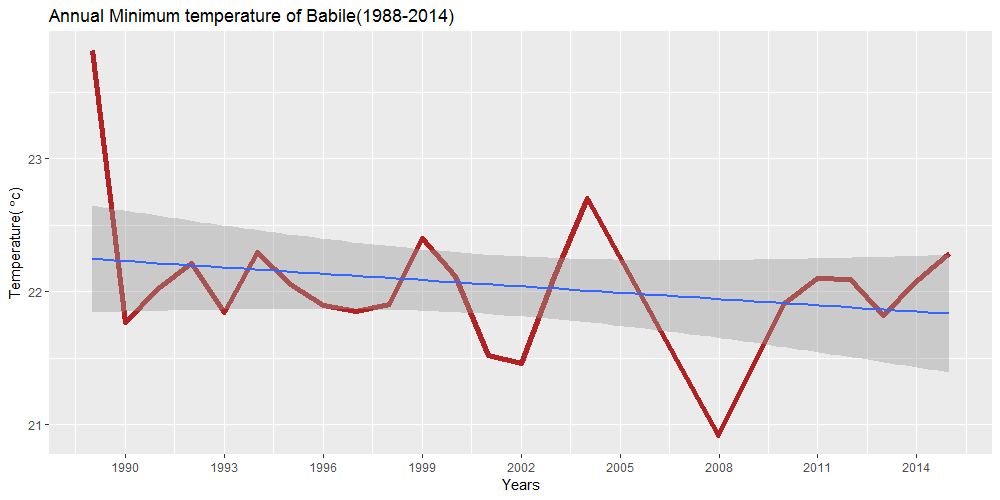 Annual Minimum temperature of Babile(1988-2014)
Temperature( °c)
23
22
21
1990 1993 1996 1999 2002 2005 2008 2011 2014
Years